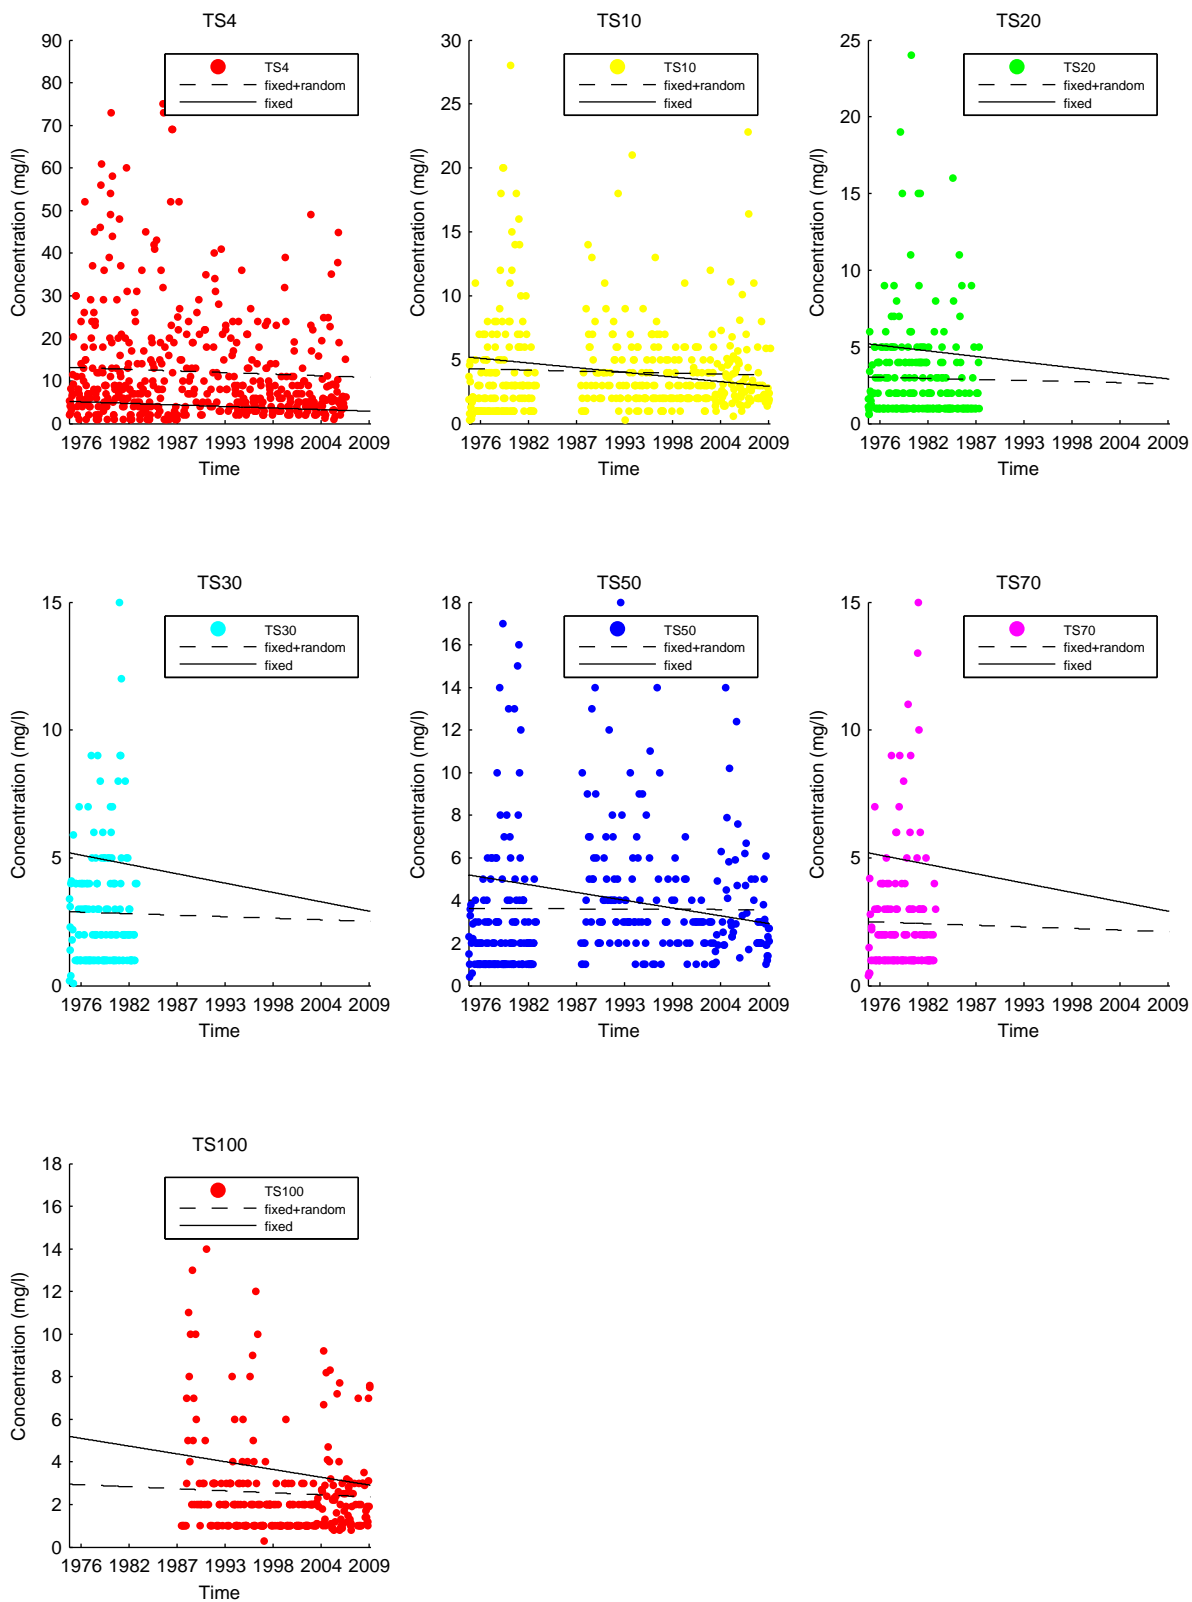 TS4
90
80
70
60
50
40
30
20
10
0
Concentration (mg/l)
TS4
fixed+random
fixed
1976 1982 1987 1993 1998 2004 2009
Time
TS10
30
25
20
15
10
5
0
Concentration (mg/l)
TS10
fixed+random
fixed
1976 1982 1987 1993 1998 2004 2009
Time
TS20
25
20
15
10
5
0
Concentration (mg/l)
TS20
fixed+random
fixed
1976 1982 1987 1993 1998 2004 2009
Time
TS30
15
10
5
0
Concentration (mg/l)
TS30
fixed+random
fixed
1976 1982 1987 1993 1998 2004 2009
Time
TS50
18
16
14
12
10
8
6
4
2
0
Concentration (mg/l)
TS50
fixed+random
fixed
1976 1982 1987 1993 1998 2004 2009
Time
TS70
15
10
5
0
Concentration (mg/l)
TS70
fixed+random
fixed
1976 1982 1987 1993 1998 2004 2009
Time
TS100
18
16
14
12
10
8
6
4
2
0
Concentration (mg/l)
TS100
fixed+random
fixed
1976 1982 1987 1993 1998 2004 2009
Time